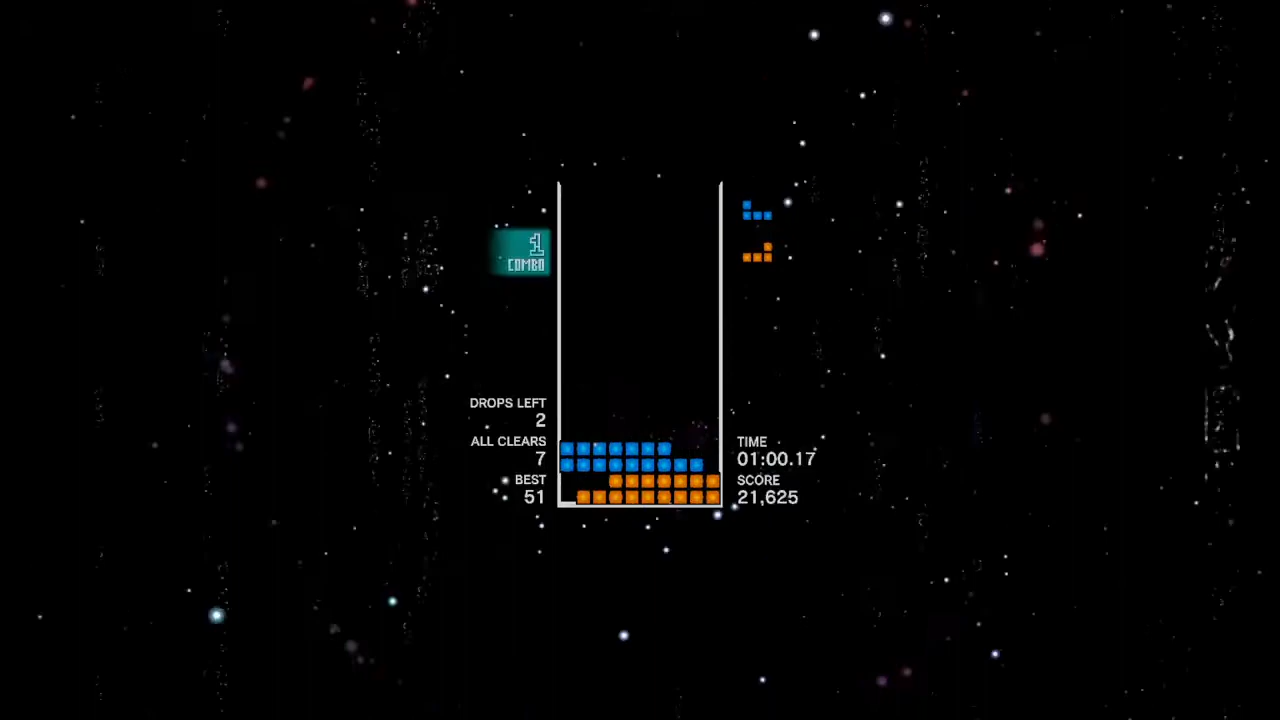 1
COMBO
DROPS LEFT
2
ALL CLEARS
7
BEST
51
TIME
01:00.17
SCORE
21,625